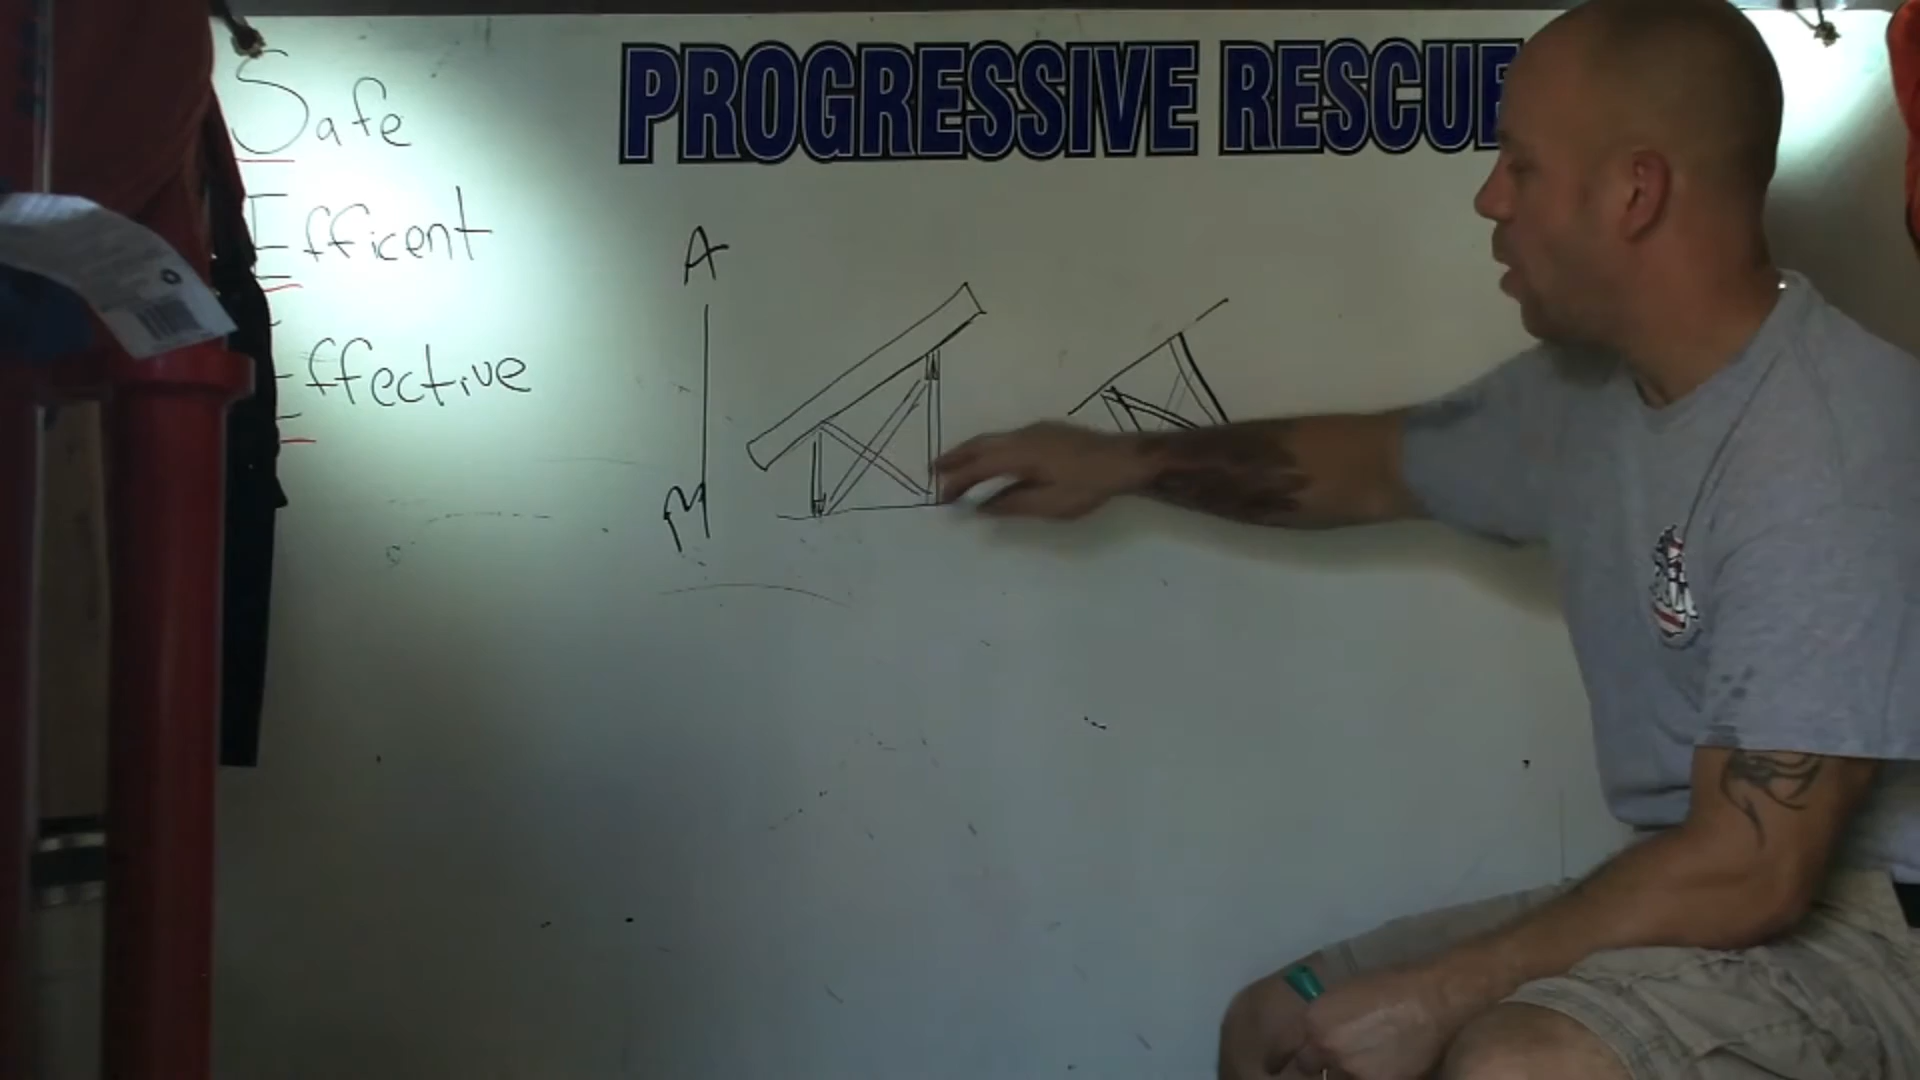 PROGRESSIVE RESCUE
Safe
Efficent
Effective
A
M